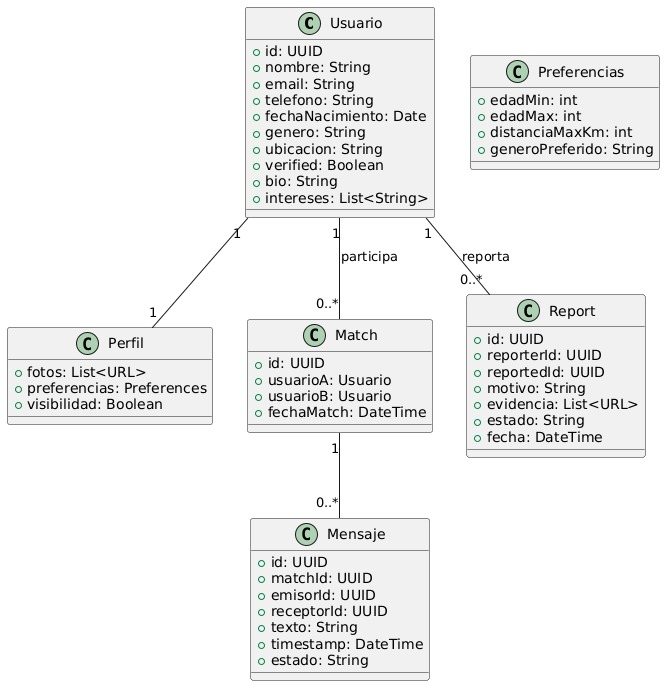 C Usuario
id: UUID
nombre: String
email: String
telefono: String
fechaNacimiento: Date
genero: String
ubicacion: String
verified: Boolean
bio: String
intereses: List<String>
C Preferencias
edadMin: int
edadMax: int
distanciaMaxKm: int
generoPreferido: String
1
1
1
participa
reporta
1
0..*
0..*
C Perfil
fotos: List<URL>
preferencias: Preferences
visibilidad: Boolean
C Match
id: UUID
usuarioA: Usuario
usuarioB: Usuario
fechaMatch: DateTime
C Report
id: UUID
reporterId: UUID
reportedId: UUID
motivo: String
evidencia: List<URL>
estado: String
fecha: DateTime
1
0..*
C Mensaje
id: UUID
matchId: UUID
emisorId: UUID
receptorId: UUID
texto: String
timestamp: DateTime
estado: String